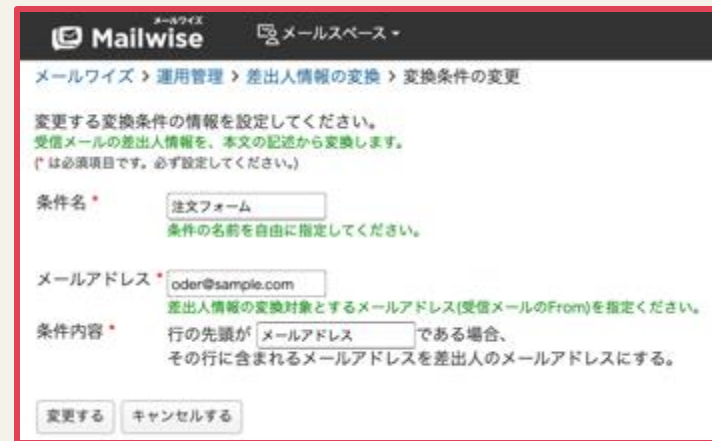 メールワイズ
Mailwise メールスペース
メールワイズ > 運用管理 > 差出人情報の変換 > 変換条件の変更
変更する変換条件の情報を設定してください。
受信メールの差出人情報を、本文の記述から変換します。
(* は必須項目です。必ず設定してください。)
条件名 * 注文フォーム
条件の名前を自由に指定してください。
メールアドレス * oder@sample.com
差出人情報の変換対象とするメールアドレス(受信メールのFrom)を指定ください。
条件内容 * 行の先頭が メールアドレス である場合、
その行に含まれるメールアドレスを差出人のメールアドレスにする。
変更する キャンセルする